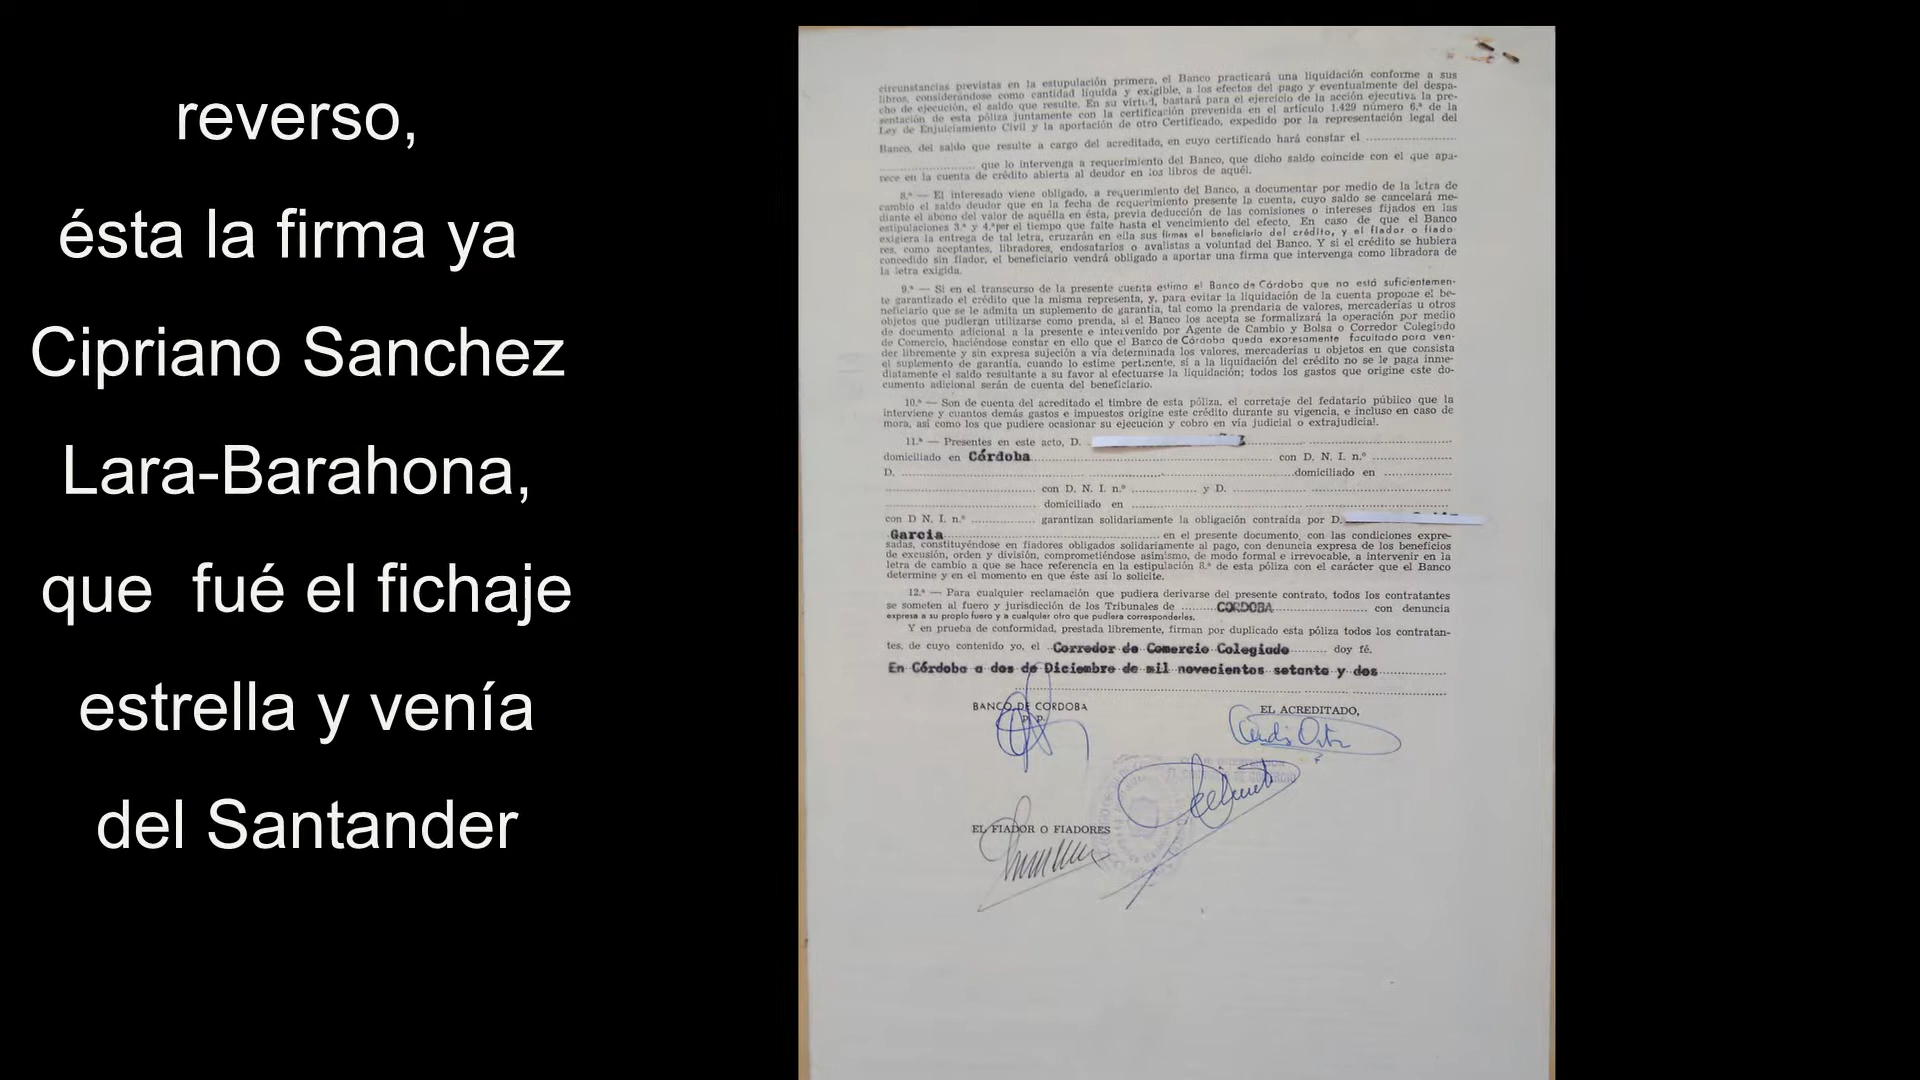 reverso,
ésta la firma ya
Cipriano Sanchez
Lara-Barahona,
que fué el fichaje
estrella y venía
del Santander
circunstancias previstas en la estupulación primera, el Banco practicará una liquidación conforme a sus
libros, considerándose como cantidad líquida y exigible, a los efectos del pago y eventualmente del despa-
cho de ejecución, el saldo que resulte. En su virtud, bastará para el ejercicio de la acción ejecutiva la pre-
sentación de esta póliza juntamente con la certificación prevenida en el artículo 1.429 número 6.º de la
Ley de Enjuiciamiento Civil y la aportación de otro Certificado, expedido por la representación legal del
Banco, del saldo que resulte a cargo del acreditado, en cuyo certificado hará constar el
que lo intervenga a requerimiento del Banco, que dicho saldo coincide con el que apa-
rece en la cuenta de crédito abierta al deudor en los libros de aquél.
8.ª — El interesado viene obligado, a requerimiento del Banco, a documentar por medio de la letra de
cambio el saldo deudor que en la fecha de requerimiento presente la cuenta, cuyo saldo se cancelará me-
diante el abono del valor de aquélla en ésta, previa deducción de las comisiones o intereses fijados en las
estipulaciones 3.ª y 4.ª por el tiempo que falte hasta el vencimiento del efecto. En caso de que el Banco
exigiera la entrega de tal letra, cruzarán en ella sus firmas el beneficiario del crédito, y el fiador o fiado
res, como aceptantes, libradores, endosatarios o avalistas a voluntad del Banco. Y si el crédito se hubiera
concedido sin fiador, el beneficiario vendrá obligado a aportar una firma que intervenga como libradora de
la letra exigida.
9.ª — Si en el transcurso de la presente cuenta estima el Banco de Córdoba que no está suficientemen-
te garantizado el crédito que la misma representa, y, para evitar la liquidación de la cuenta propone el be-
neficiario que se le admita un suplemento de garantía, tal como la prendaria de valores, mercaderías u otros
objetos que pudieran utilizarse como prenda, si el Banco los acepta se formalizará la operación por medio
de documento adicional a la presente e intervenido por Agente de Cambio y Bolsa o Corredor Colegiado
de Comercio, haciéndose constar en ello que el Banco de Córdoba queda expresamente facultado para ven-
der libremente y sin expresa sujeción a vía determinada los valores, mercaderías u objetos en que consista
el suplemento de garantía, cuando lo estime pertinente, si a la liquidación del crédito no se le paga inme-
diatamente el saldo resultante a su favor al efectuarse la liquidación; todos los gastos que origine este do-
cumento adicional serán de cuenta del beneficiario.
10.ª — Son de cuenta del acreditado el timbre de esta póliza, el corretaje del fedatario público que la
interviene y cuantos demás gastos e impuestos origine este crédito durante su vigencia, e incluso en caso de
mora, así como los que pudiere ocasionar su ejecución y cobro en vía judicial o extrajudicial.
11.ª — Presentes en este acto, D.
domiciliado en Córdoba con D. N. I. n.º
D. domiciliado en
con D. N. I. n.º y D.
domiciliado en
con D N. I. n.º garantizan solidariamente la obligación contraída por D.
Garcia en el presente documento, con las condiciones expre-
sadas, constituyéndose en fiadores obligados solidariamente al pago, con denuncia expresa de los beneficios
de excusión, orden y división, comprometiéndose asimismo, de modo formal e irrevocable, a intervenir en la
letra de cambio a que se hace referencia en la estipulación 8.ª de esta póliza con el carácter que el Banco
determine y en el momento en que éste así lo solicite.
12.ª — Para cualquier reclamación que pudiera derivarse del presente contrato, todos los contratantes
se someten al fuero y jurisdicción de los Tribunales de CORDOBA con denuncia
expresa a su propio fuero y a cualquier otro que pudiera corresponderles.
Y en prueba de conformidad, prestada libremente, firman por duplicado esta póliza todos los contratan-
tes, de cuyo contenido yo, el Corredor de Comercio Colegiado doy fé.
En Córdoba a dos de Diciembre de mil novecientos setenta y dos
BANCO DE CORDOBA
P. P.
EL ACREDITADO,
EL FIADOR O FIADORES